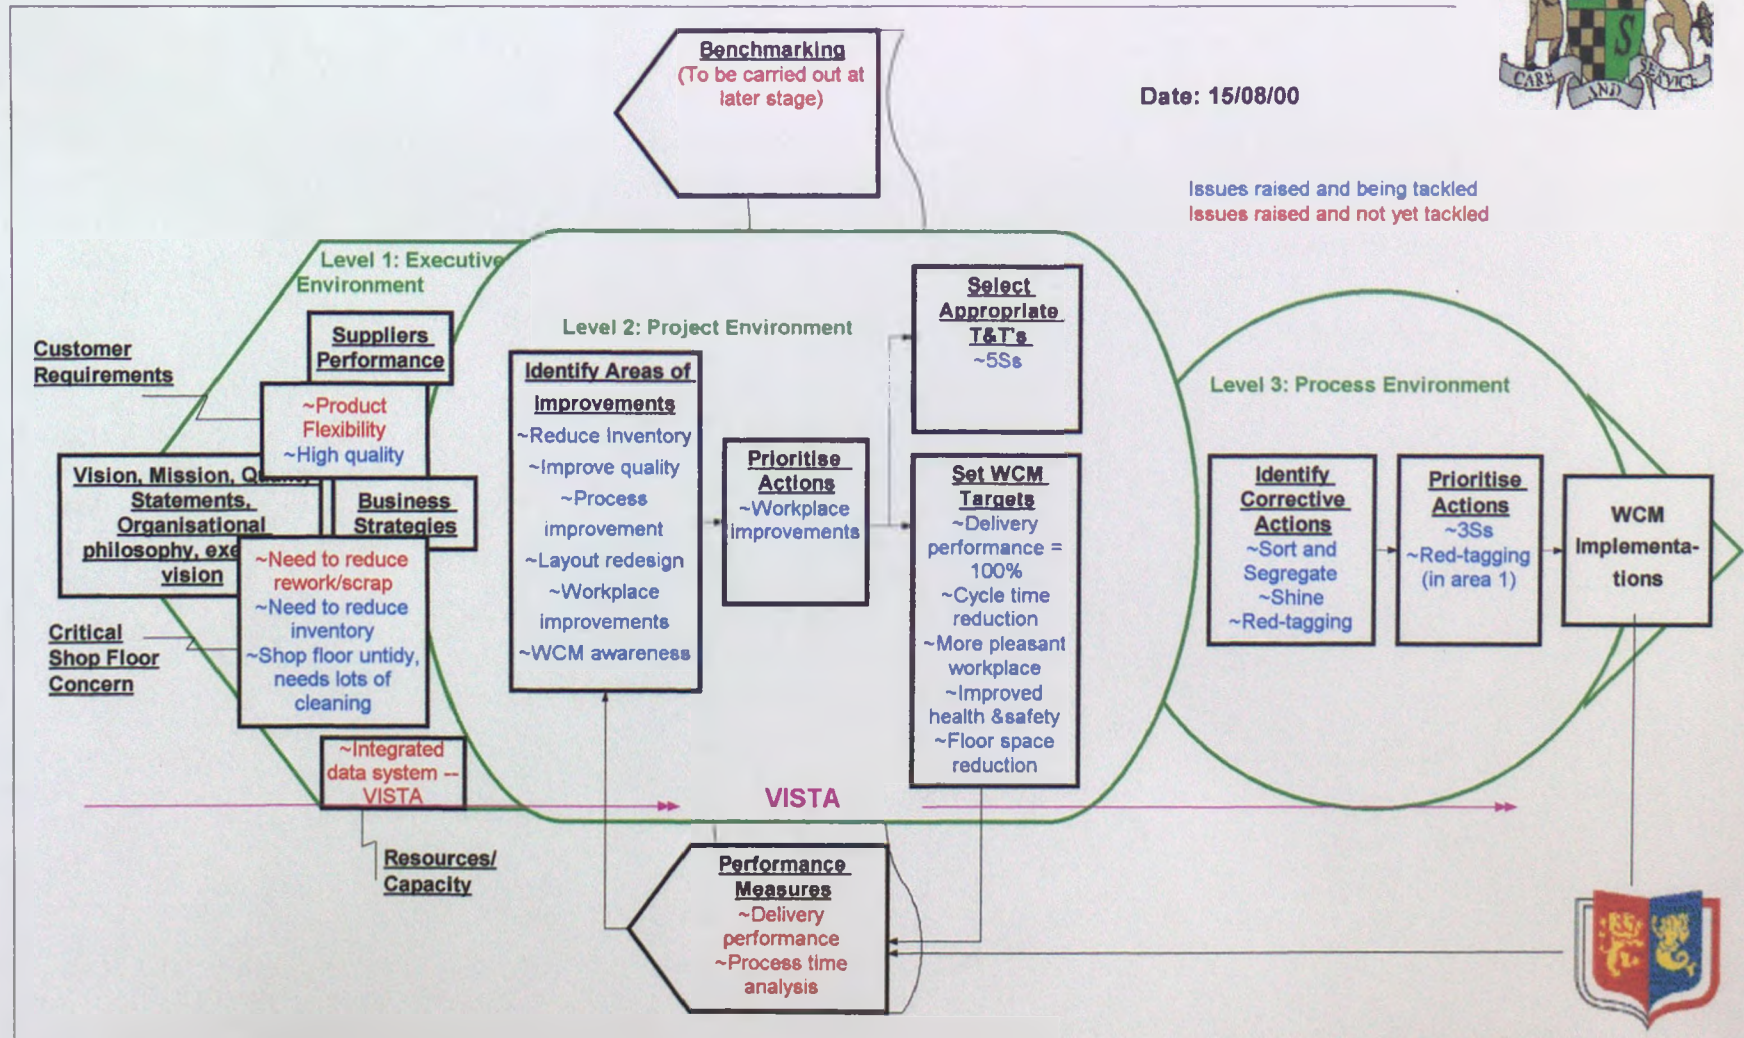 CARE AND SERVICE
Benchmarking
(To be carried out at
later stage)
Date: 15/08/00
Issues raised and being tackled
Issues raised and not yet tackled
Level 1: Executive
Environment
Suppliers
Performance
Customer
Requirements
~Product
Flexibility
~High quality
Vision, Mission, Qu
Statements,
Organisational
philosophy, exe
vision
Business
Strategies
~Need to reduce
rework/scrap
~Need to reduce
inventory
~Shop floor untidy,
needs lots of
cleaning
Critical
Shop Floor
Concern
~Integrated
data system --
VISTA
Resources/
Capacity
Level 2: Project Environment
Identify Areas of
Improvements
~Reduce Inventory
~Improve quality
~Process
improvement
~Layout redesign
~Workplace
improvements
~WCM awareness
Prioritise
Actions
~Workplace
improvements
Select
Appropriate
T&T's
~5Ss
Set WCM
Targets
~Delivery
performance =
100%
~Cycle time
reduction
~More pleasant
workplace
~Improved
health &safety
~Floor space
reduction
VISTA
Performance
Measures
~Delivery
performance
~Process time
analysis
Level 3: Process Environment
Identify
Corrective
Actions
~Sort and
Segregate
~Shine
~Red-tagging
Prioritise
Actions
~3Ss
~Red-tagging
(in area 1)
WCM
Implementa-
tions